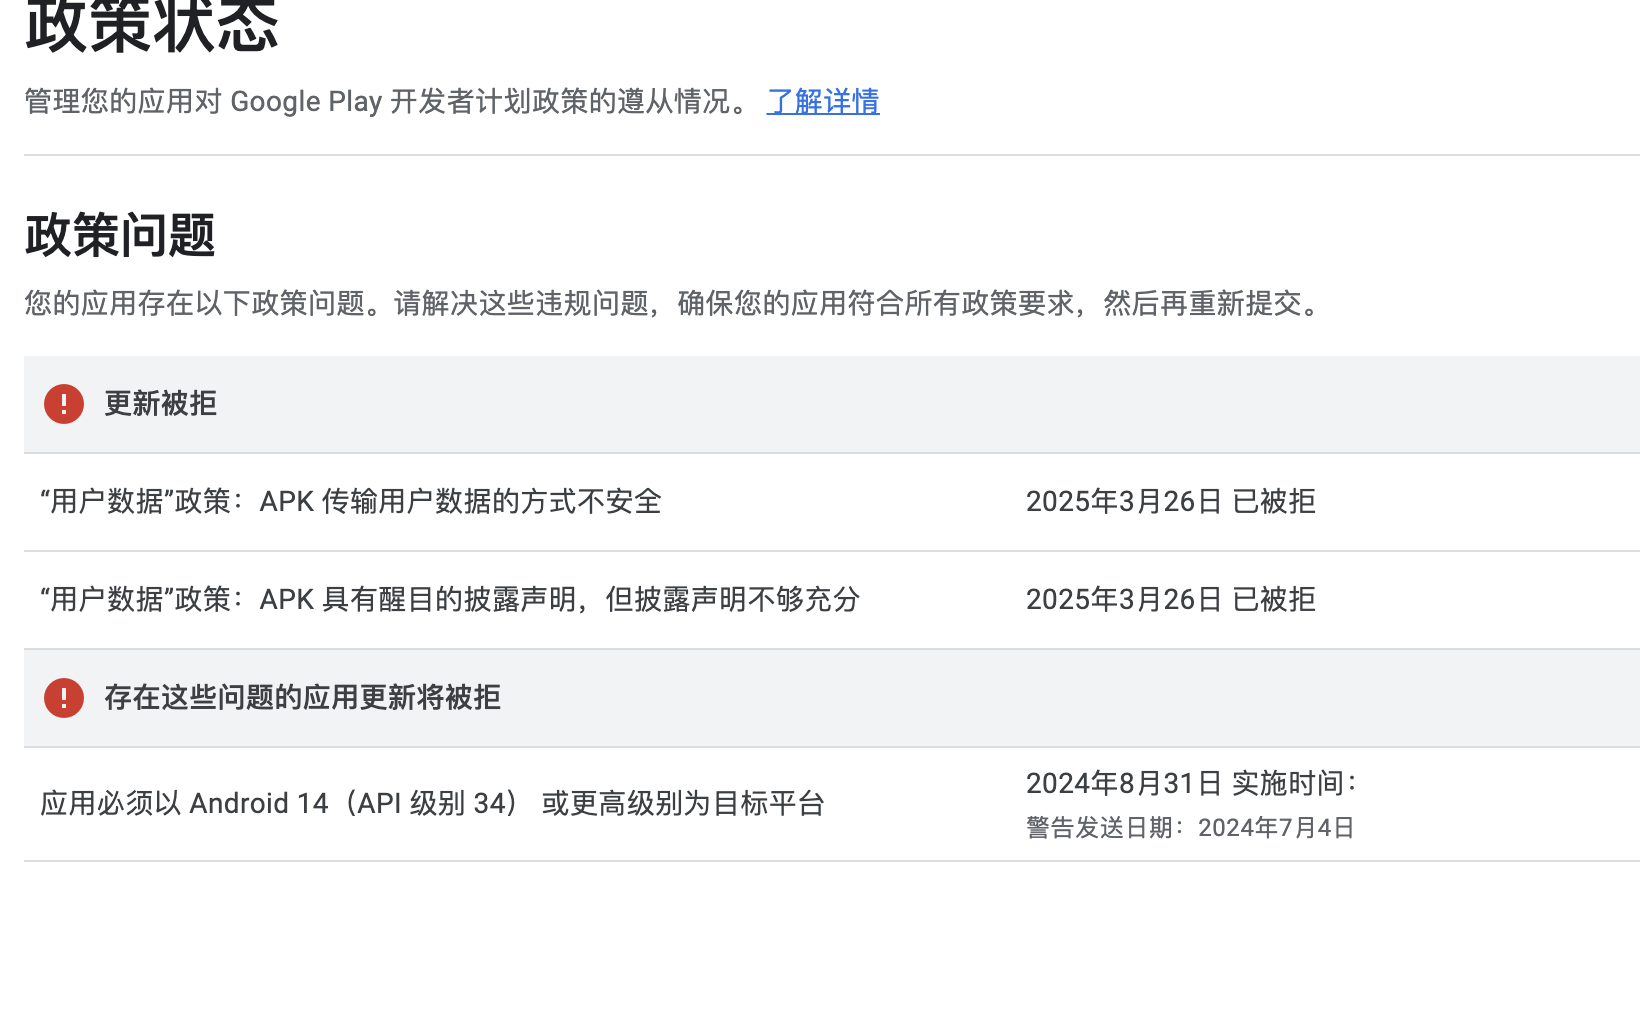 政策状态
管理您的应用对 Google Play 开发者计划政策的遵从情况。 了解详情
政策问题
您的应用存在以下政策问题。请解决这些违规问题，确保您的应用符合所有政策要求，然后再重新提交。
更新被拒
“用户数据”政策：APK 传输用户数据的方式不安全
2025年3月26日 已被拒
“用户数据”政策：APK 具有醒目的披露声明，但披露声明不够充分
2025年3月26日 已被拒
存在这些问题的应用更新将被拒
应用必须以 Android 14（API 级别 34） 或更高级别为目标平台
2024年8月31日 实施时间：
警告发送日期：2024年7月4日